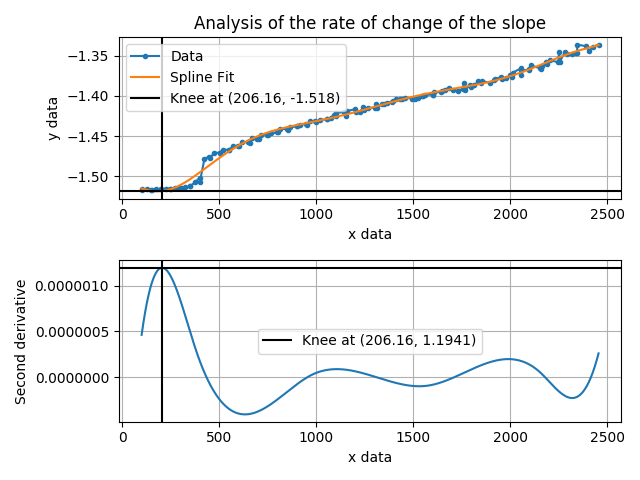 Analysis of the rate of change of the slope
−1.35
−1.40
−1.45
−1.50
y data
Data
Spline Fit
Knee at (206.16, -1.518)
0 500 1000 1500 2000 2500
x data
0.0000010
0.0000005
0.0000000
Second derivative
Knee at (206.16, 1.1941)
0 500 1000 1500 2000 2500
x data